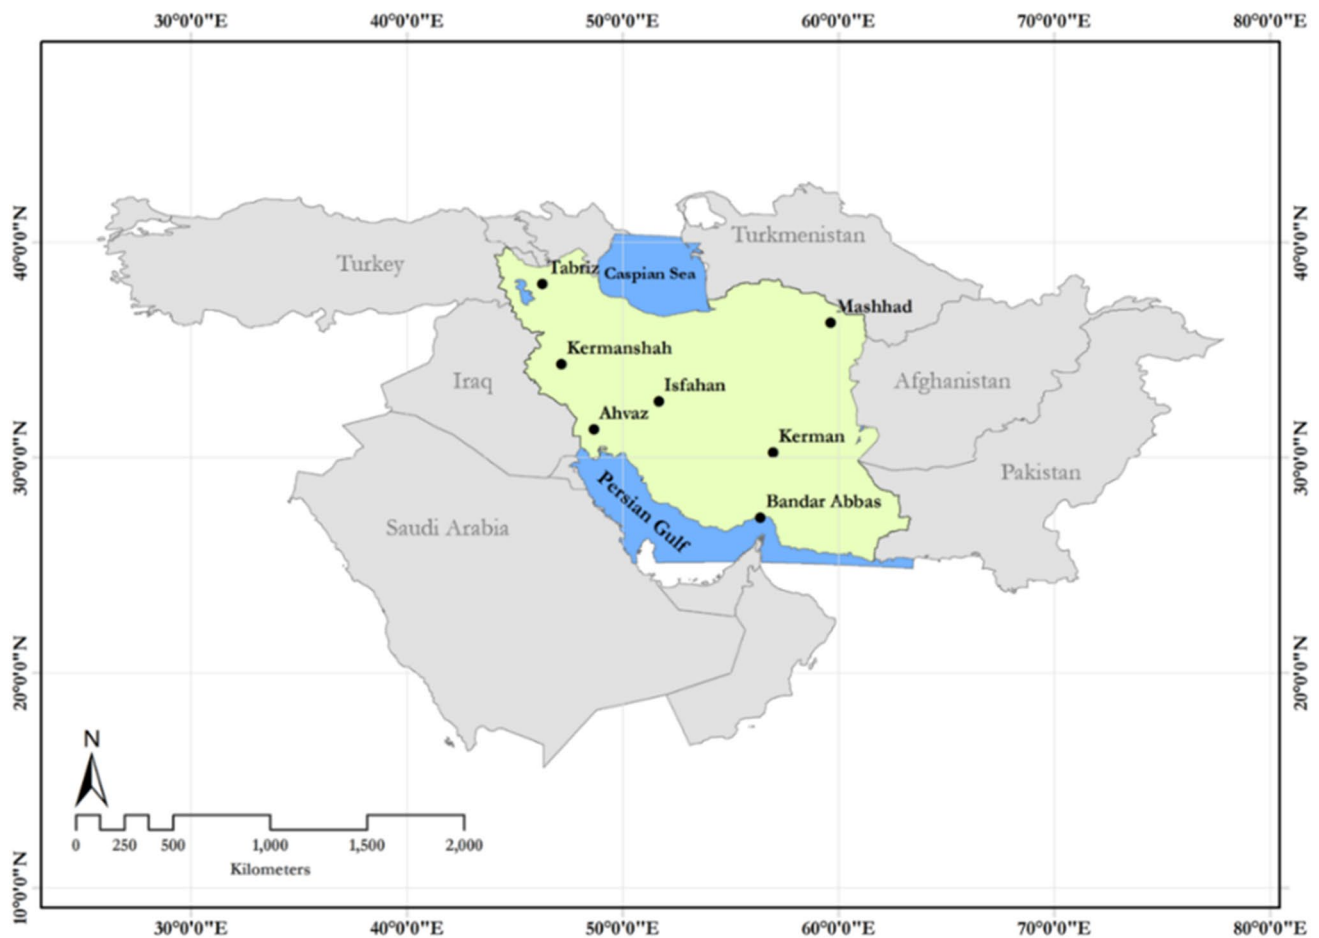 30°0'0"E 40°0'0"E 50°0'0"E 60°0'0"E 70°0'0"E 80°0'0"E
40°0'0"N
40°0'0"N
Turkmenistan
Turkey
Tabriz
Caspian Sea
Mashhad
Kermanshah
Iraq
Isfahan
Afghanistan
Ahvaz
Kerman
30°0'0"N
30°0'0"N
Pakistan
Persian Gulf
Bandar Abbas
Saudi Arabia
20°0'0"N
20°0'0"N
N
0 250 500 1,000 1,500 2,000
Kilometers
10°0'0"N
30°0'0"E 40°0'0"E 50°0'0"E 60°0'0"E 70°0'0"E 80°0'0"E